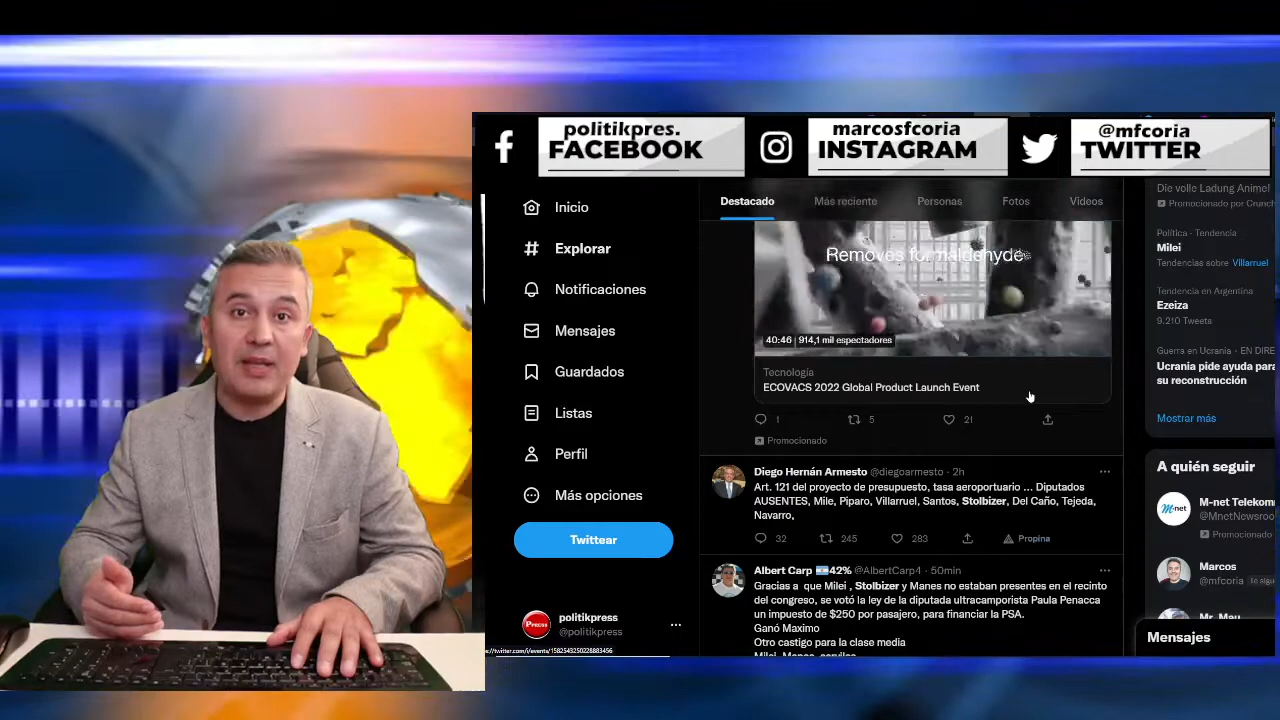 politikpres.
FACEBOOK
marcosfcoria
INSTAGRAM
@mfcoria
TWITTER
Inicio
Explorar
Notificaciones
Mensajes
Guardados
Listas
Perfil
Más opciones
Twittear
PPRESS
politikpress
@politikpress
Destacado
Más reciente
Personas
Fotos
Videos
Removes formaldehyde
40:46 | 914,1 mil espectadores
Tecnología
ECOVACS 2022 Global Product Launch Event
1
5
21
Promocionado
Diego Hernán Armesto @diegoarmesto · 2h
Art. 121 del proyecto de presupuesto, tasa aeroportuario ... Diputados
AUSENTES, Mile, Piparo, Villarruel, Santos, Stolbizer, Del Caño, Tejeda,
Navarro,
32
245
283
Propina
Albert Carp 🇦🇷42% @AlbertCarp4 · 50min
Gracias a que Milei , Stolbizer y Manes no estaban presentes en el recinto
del congreso, se votó la ley de la diputada ultracamporista Paula Penacca
un impuesto de $250 por pasajero, para financiar la PSA.
Ganó Maximo
Otro castigo para la clase media
Die volle Ladung Anime!
Promocionado por Crunch
Política · Tendencia
Milei
Tendencias sobre Villarruel
Tendencia en Argentina
Ezeiza
9.210 Tweets
Guerra en Ucrania · EN DIRE
Ucrania pide ayuda para
su reconstrucción
Mostrar más
A quién seguir
M-net
M-net Telekom
@MnetNewsroo
Promocionado
Marcos
@mfcoria
Mr. Mau
Mensajes